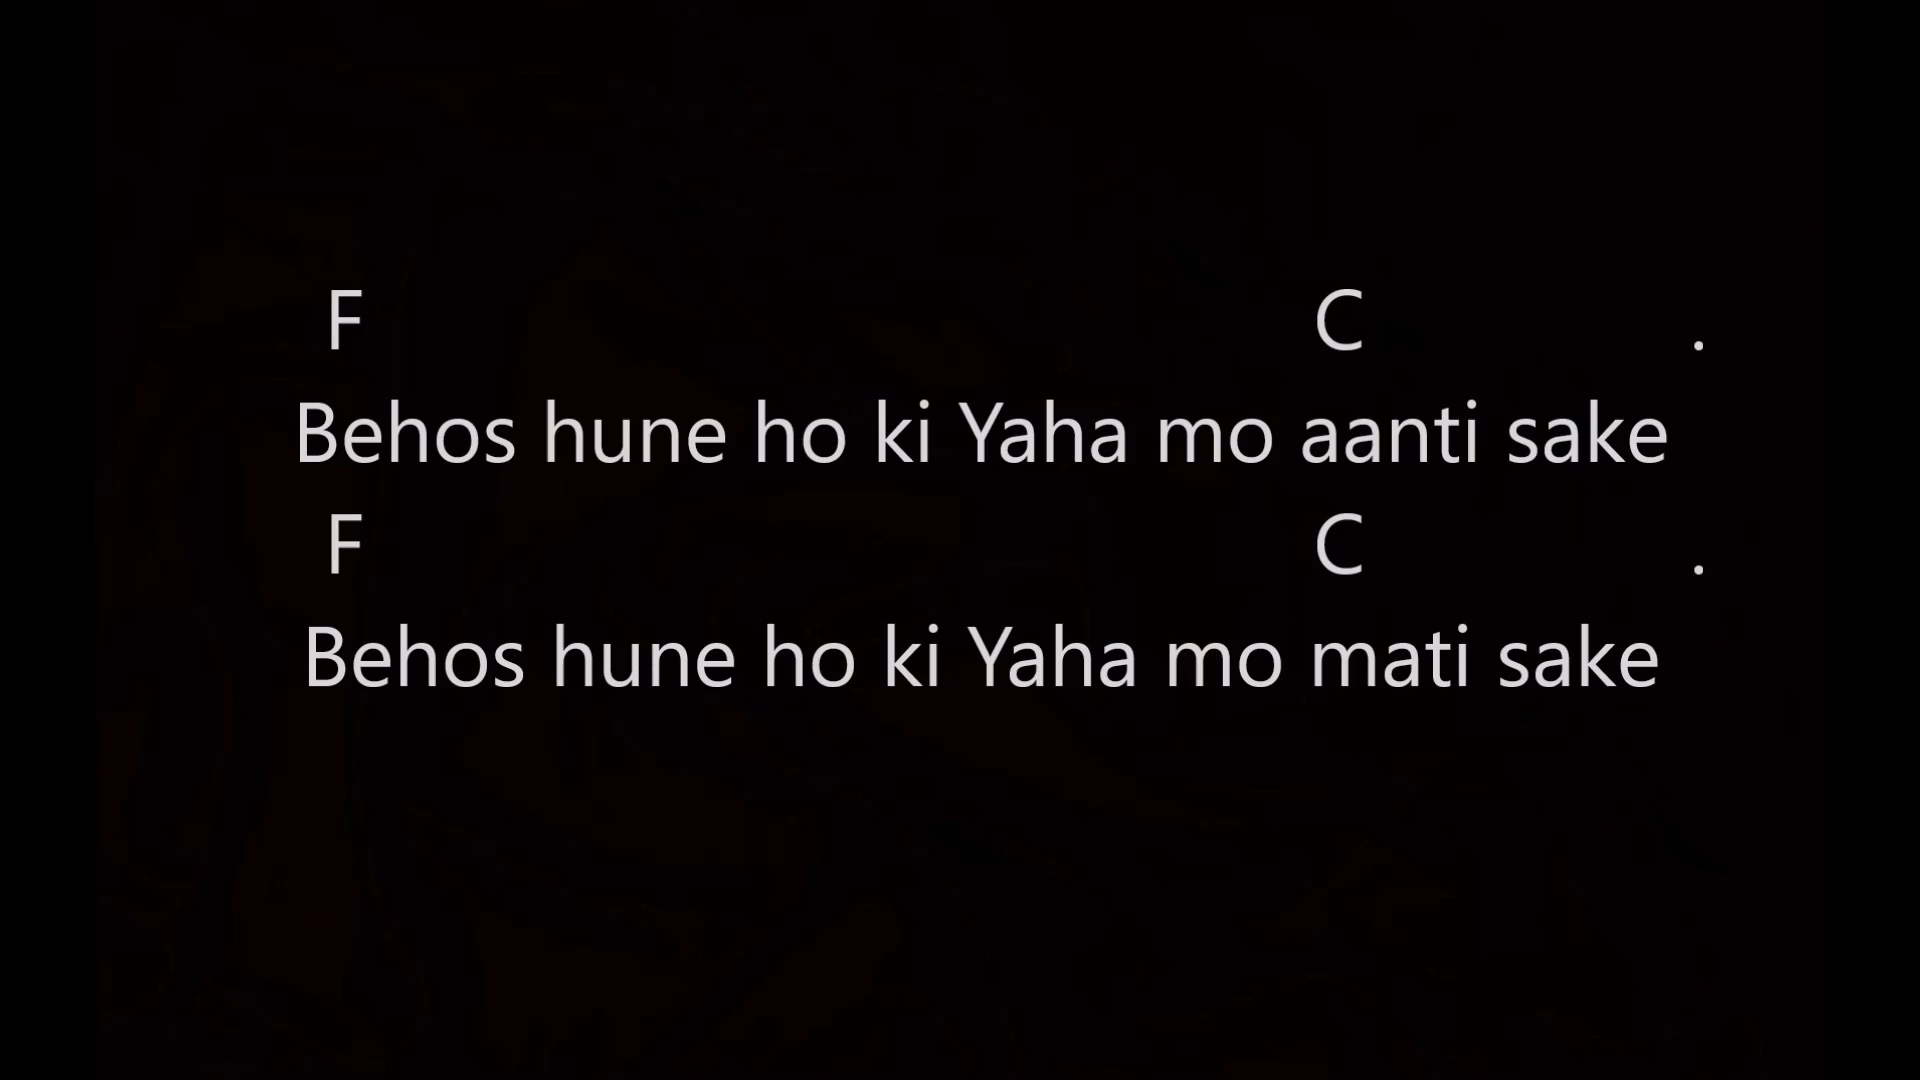 F C .
Behos hune ho ki Yaha mo aanti sake
F C .
Behos hune ho ki Yaha mo mati sake